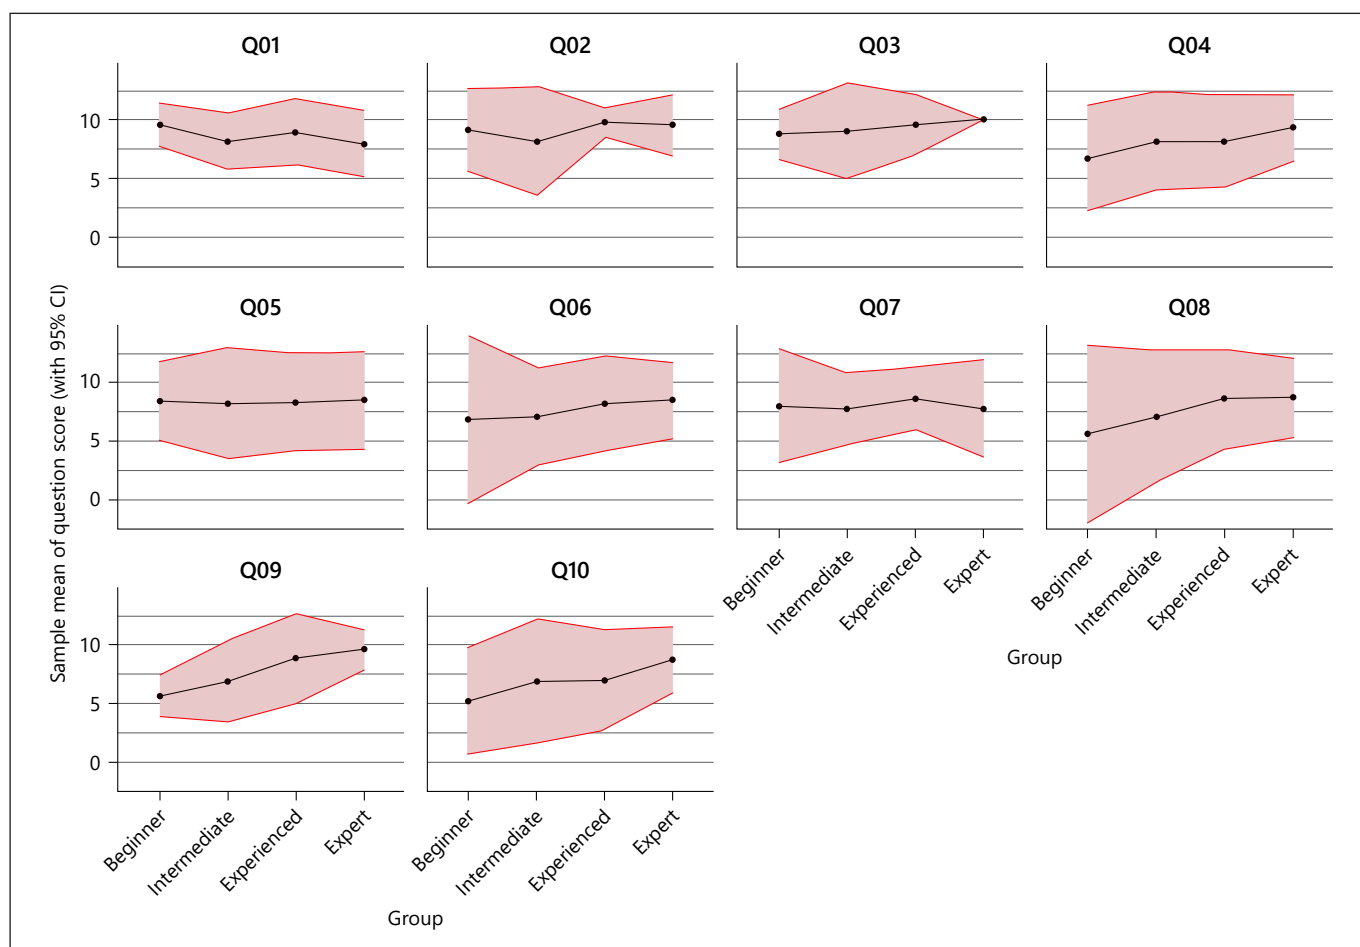 Q01 Q02 Q03 Q04
10
5
0
Sample mean of question score (with 95% CI)
Q05 Q06 Q07 Q08
10
5
0
Beginner Intermediate Experienced Expert Beginner Intermediate Experienced Expert
Group
Q09 Q10
10
5
0
Beginner Intermediate Experienced Expert Beginner Intermediate Experienced Expert
Group